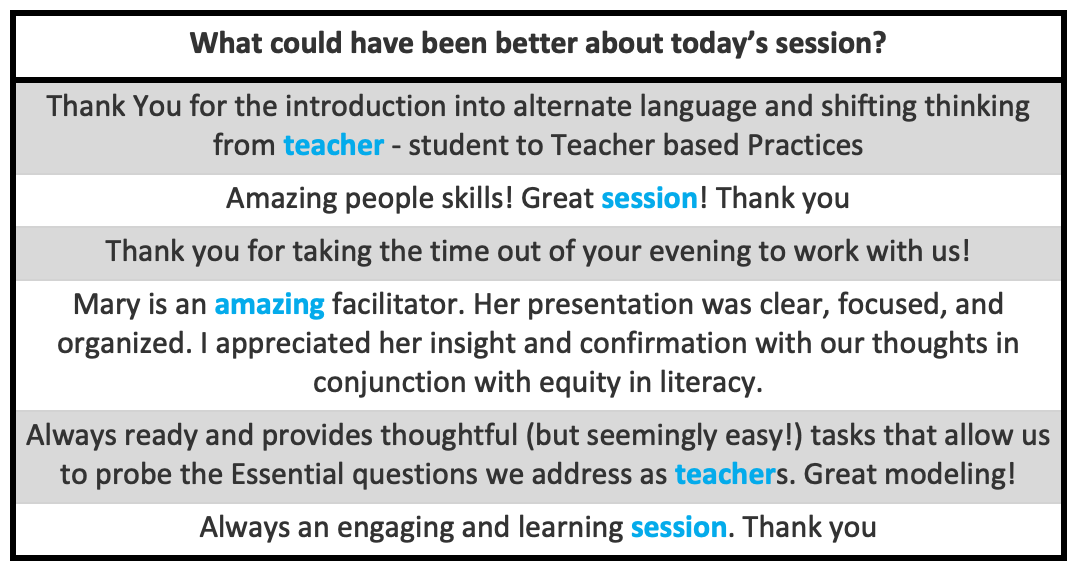 What could have been better about today’s session?
Thank You for the introduction into alternate language and shifting thinking
from teacher - student to Teacher based Practices
Amazing people skills! Great session! Thank you
Thank you for taking the time out of your evening to work with us!
Mary is an amazing facilitator. Her presentation was clear, focused, and
organized. I appreciated her insight and confirmation with our thoughts in
conjunction with equity in literacy.
Always ready and provides thoughtful (but seemingly easy!) tasks that allow us
to probe the Essential questions we address as teachers. Great modeling!
Always an engaging and learning session. Thank you